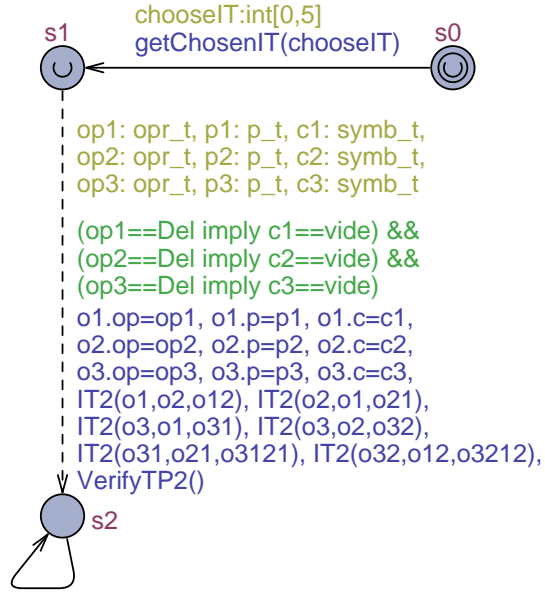 chooseIT:int[0,5]
s1 getChosenIT(chooseIT) s0
op1: opr_t, p1: p_t, c1: symb_t,
op2: opr_t, p2: p_t, c2: symb_t,
op3: opr_t, p3: p_t, c3: symb_t
(op1==Del imply c1==vide) &&
(op2==Del imply c2==vide) &&
(op3==Del imply c3==vide)
o1.op=op1, o1.p=p1, o1.c=c1,
o2.op=op2, o2.p=p2, o2.c=c2,
o3.op=op3, o3.p=p3, o3.c=c3,
IT2(o1,o2,o12), IT2(o2,o1,o21),
IT2(o3,o1,o31), IT2(o3,o2,o32),
IT2(o31,o21,o3121), IT2(o32,o12,o3212),
VerifyTP2()
s2